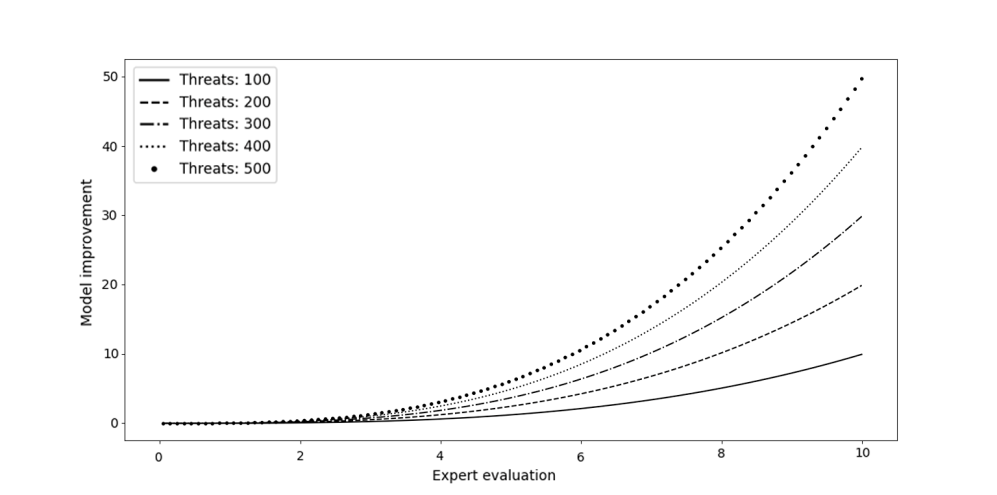 50
40
30
20
10
0
Model improvement
Threats: 100
Threats: 200
Threats: 300
Threats: 400
Threats: 500
0 2 4 6 8 10
Expert evaluation